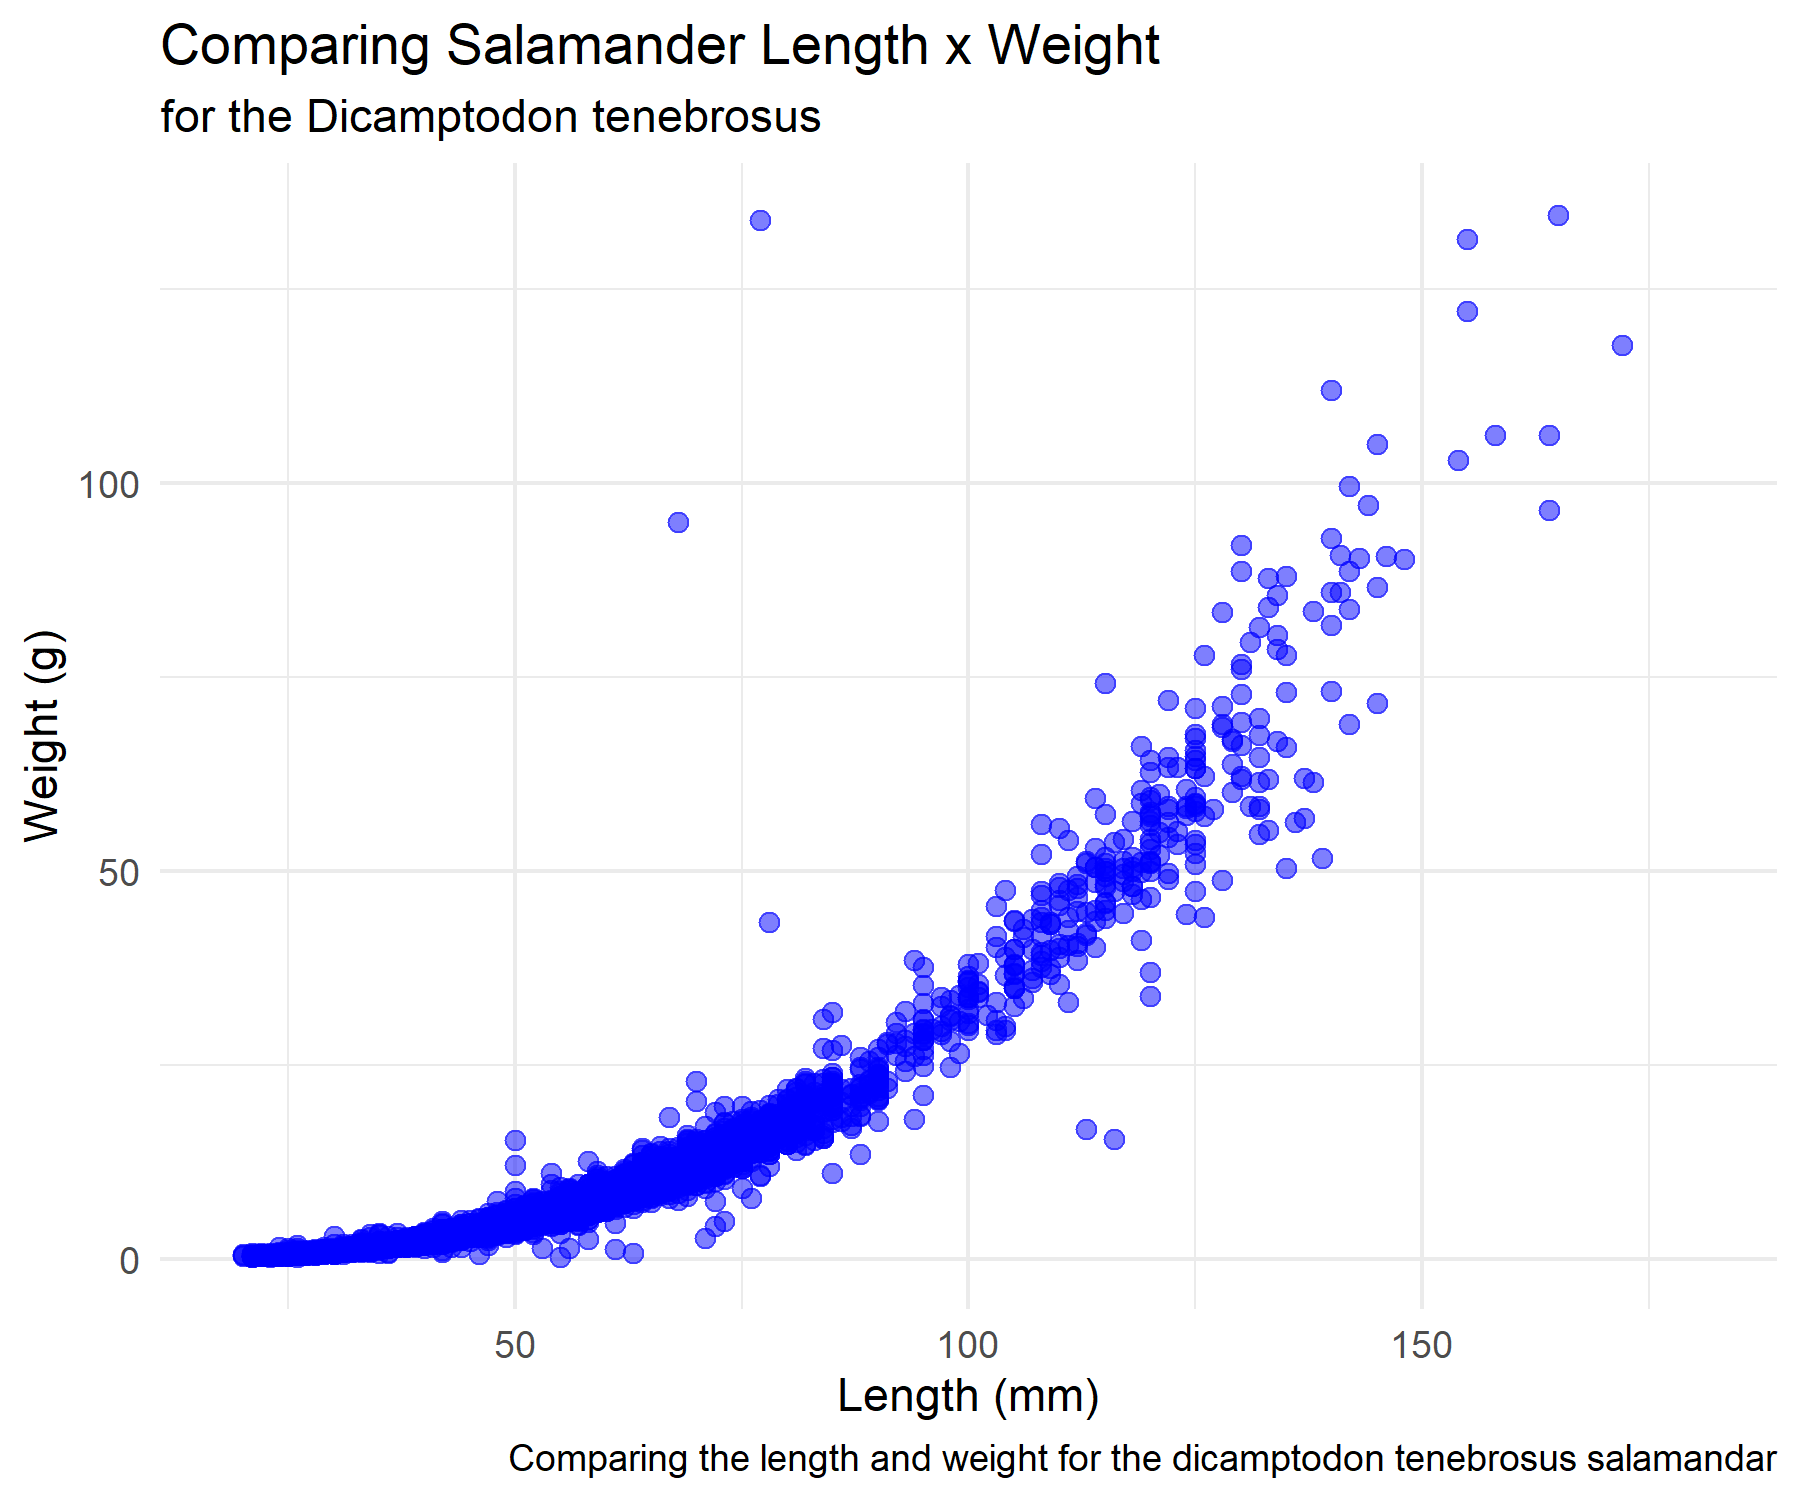 Comparing Salamander Length x Weight
for the Dicamptodon tenebrosus
Weight (g)
100
50
0
50
100
150
Length (mm)
Comparing the length and weight for the dicamptodon tenebrosus salamandar